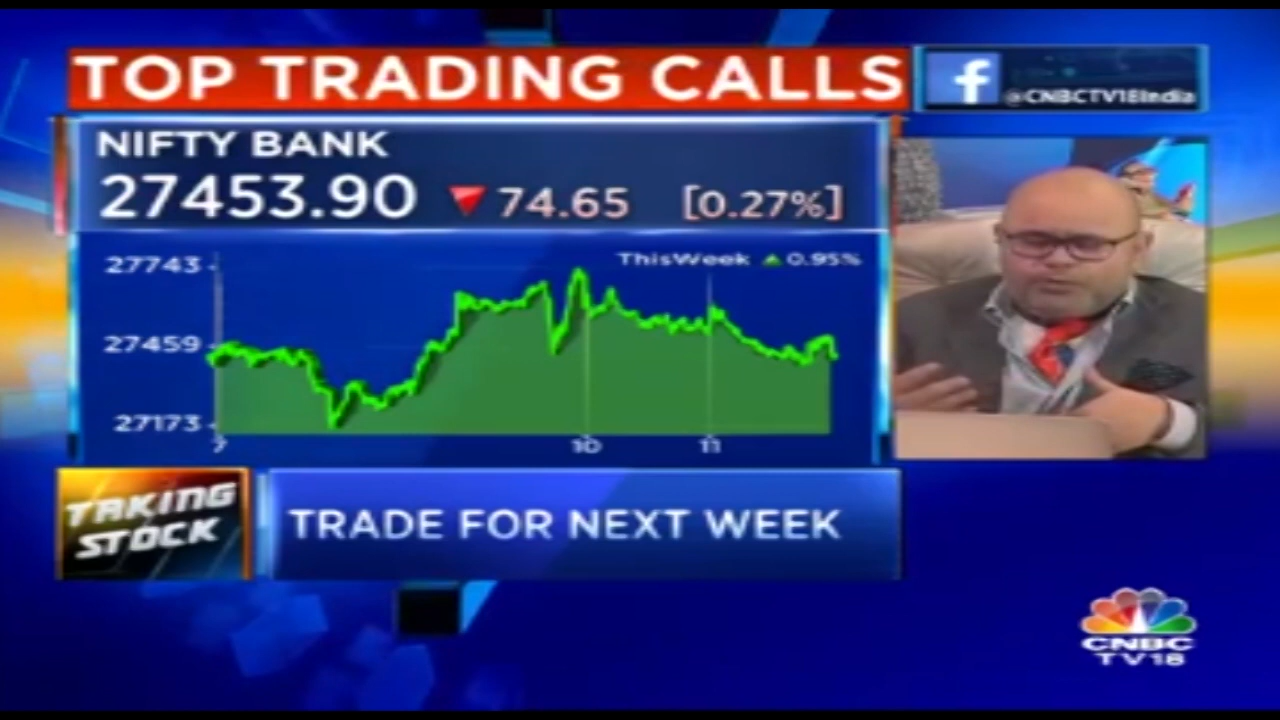 TOP TRADING CALLS
f
@CNBCTV18India
NIFTY BANK
27453.90 ▼ 74.65 [0.27%]
ThisWeek ▲ 0.95%
27743
27459
27173
7 10 11
TAKING
STOCK
TRADE FOR NEXT WEEK
CNBC
TV18